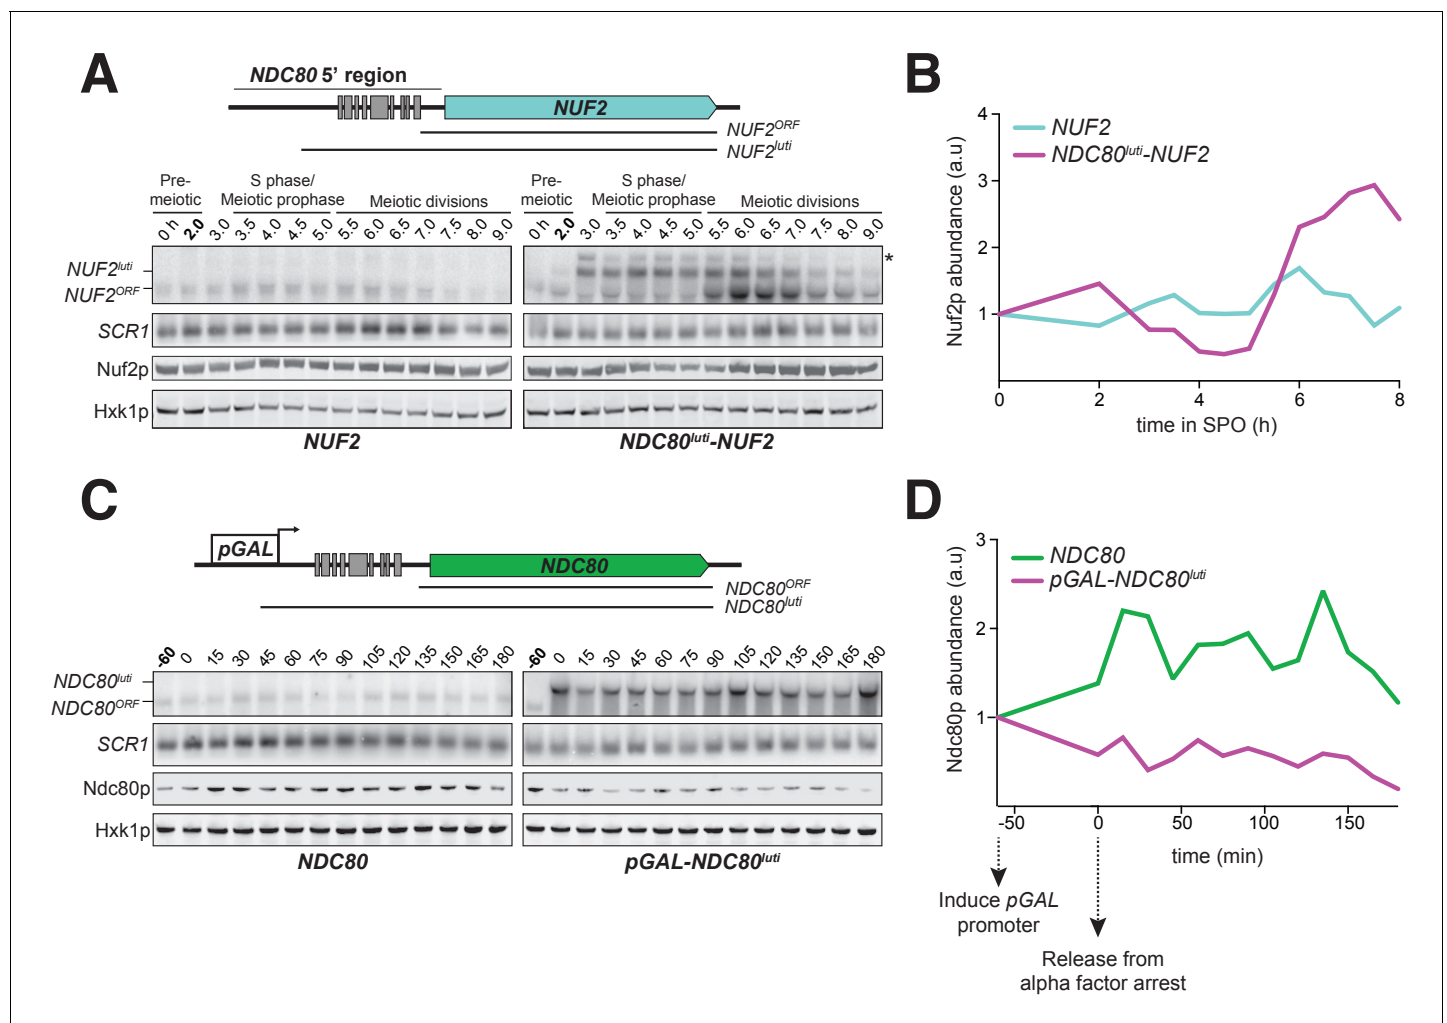 A
NDC80 5' region
NUF2
NUF2ORF
NUF2luti
Pre-meiotic
S phase/
Meiotic prophase
Meiotic divisions
0 h 2.0 3.0 3.5 4.0 4.5 5.0 5.5 6.0 6.5 7.0 7.5 8.0 9.0
Pre-meiotic
S phase/
Meiotic prophase
Meiotic divisions
0 h 2.0 3.0 3.5 4.0 4.5 5.0 5.5 6.0 6.5 7.0 7.5 8.0 9.0
*
NUF2luti
NUF2ORF
SCR1
Nuf2p
Hxk1p
NUF2
NDC80luti-NUF2
B
Nuf2p abundance (a.u)
4
3
2
1
NUF2
NDC80luti-NUF2
0 2 4 6 8
time in SPO (h)
C
pGAL
NDC80
NDC80ORF
NDC80luti
-60 0 15 30 45 60 75 90 105 120 135 150 165 180
-60 0 15 30 45 60 75 90 105 120 135 150 165 180
NDC80luti
NDC80ORF
SCR1
Ndc80p
Hxk1p
NDC80
pGAL-NDC80luti
D
Ndc80p abundance (a.u)
3
2
1
NDC80
pGAL-NDC80luti
-50 0 50 100 150
time (min)
Induce pGAL
promoter
Release from
alpha factor arrest